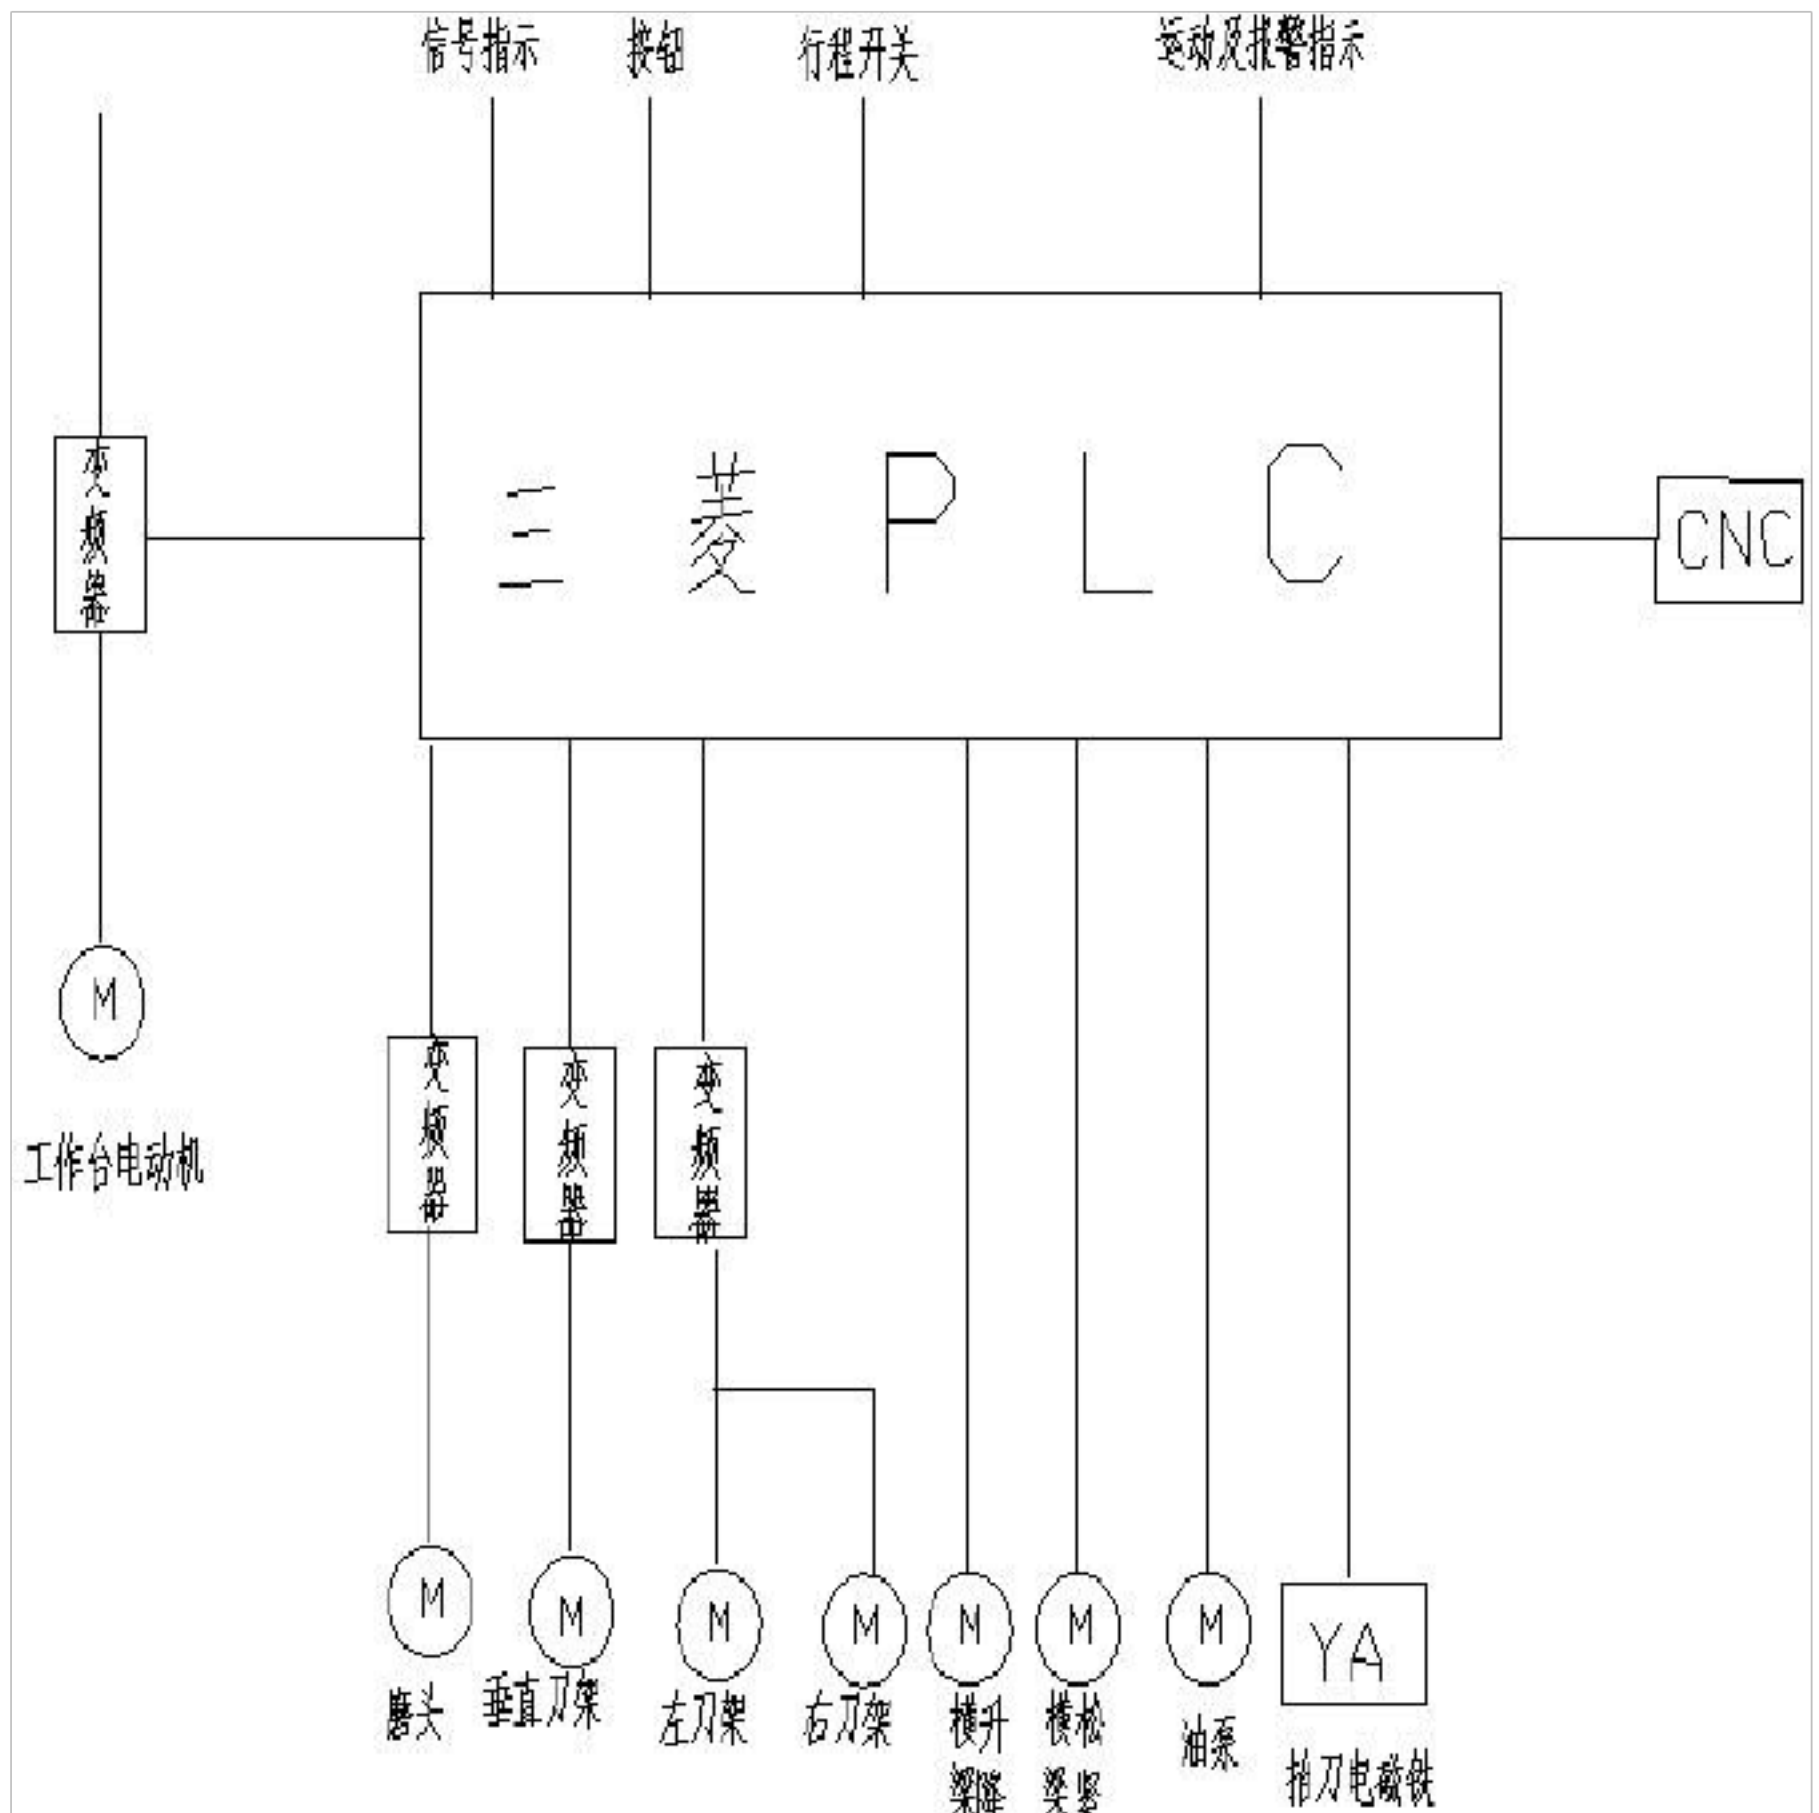 信号指示
按钮
行程开关
运动及报警指示
变频器
三菱PLC
CNC
M
工作台电动机
变频器
变频器
变频器
M
M
M
M
N
M
M
YA
磨头
垂直刀架
左刀架
右刀架
横升
梁降
横松
梁紧
油泵
抬刀电磁铁